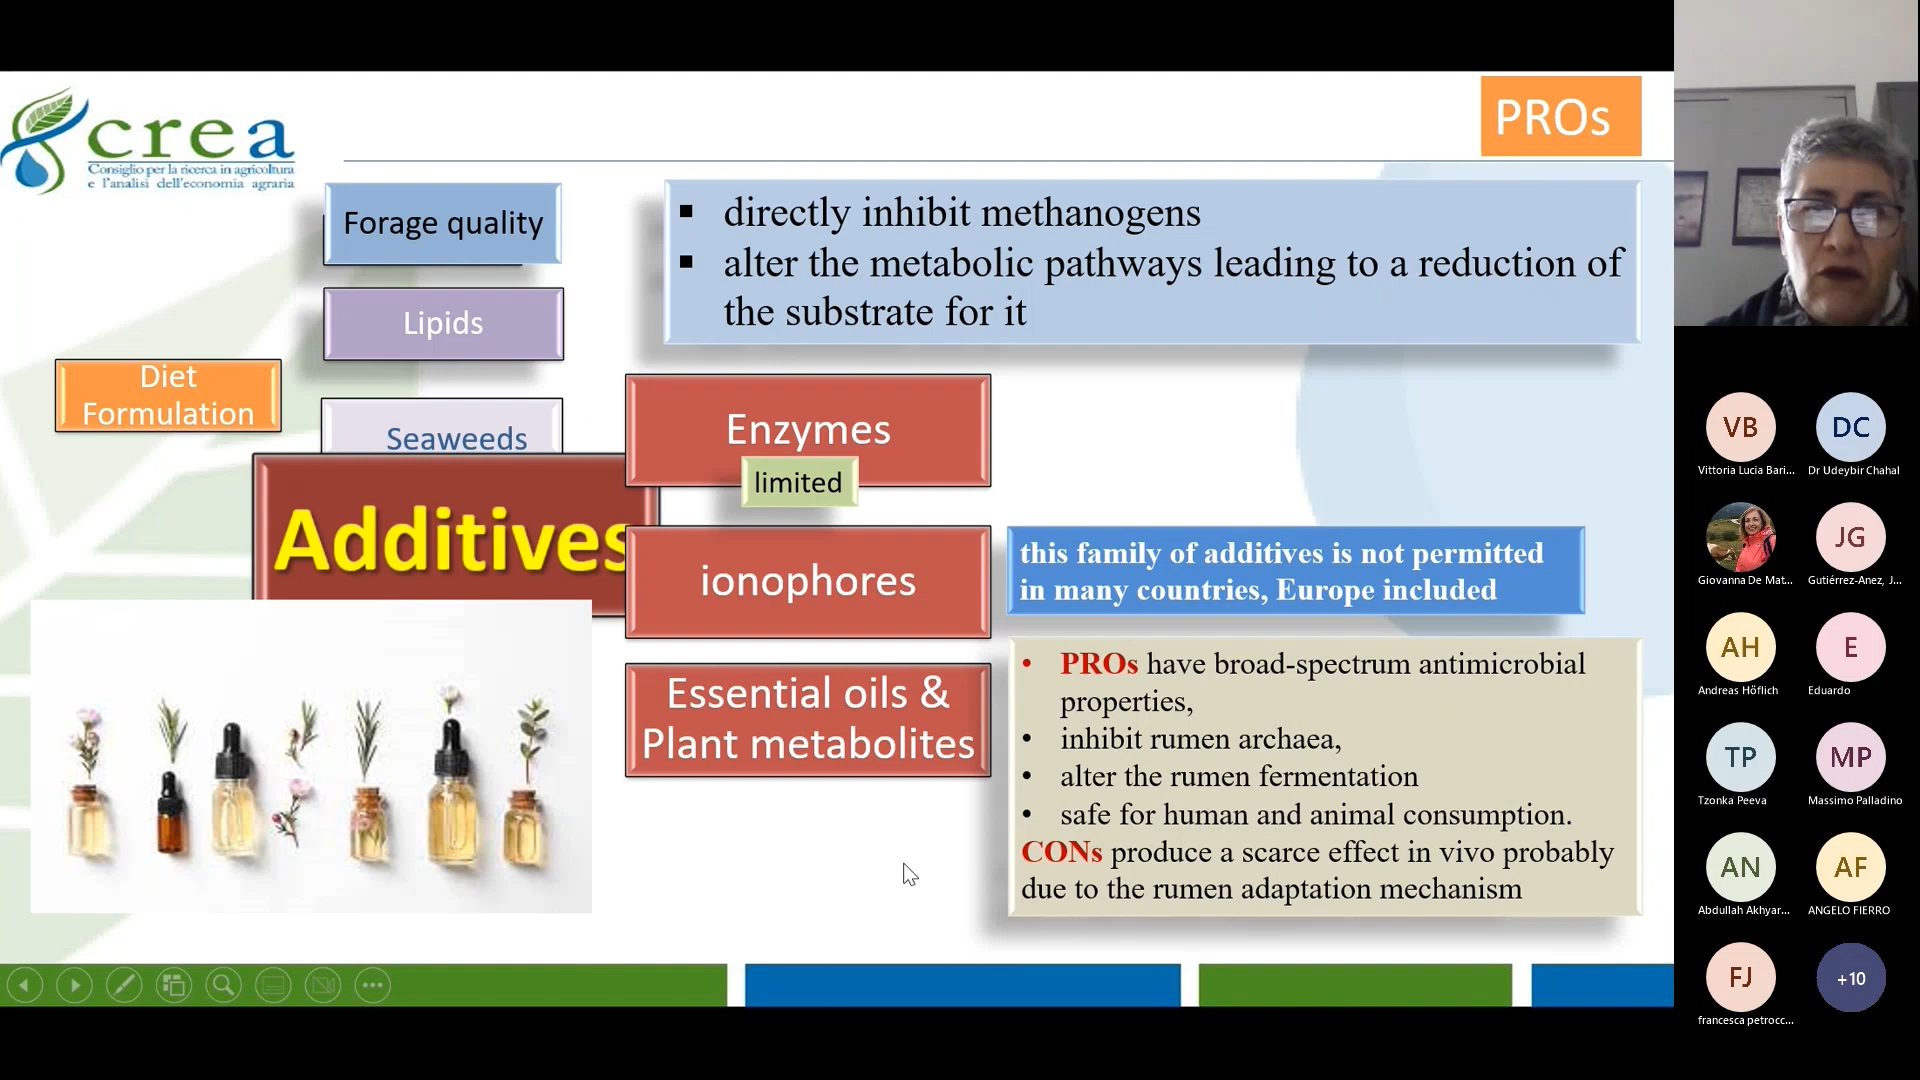 crea
Consiglio per la ricerca in agricoltura
e l'analisi dell'economia agraria
PROs
Forage quality
Lipids
Diet
Formulation
Seaweeds
Additives
▪ directly inhibit methanogens
▪ alter the metabolic pathways leading to a reduction of
the substrate for it
Enzymes
limited
ionophores
this family of additives is not permitted
in many countries, Europe included
Essential oils &
Plant metabolites
• PROs have broad-spectrum antimicrobial
properties,
• inhibit rumen archaea,
• alter the rumen fermentation
• safe for human and animal consumption.
CONs produce a scarce effect in vivo probably
due to the rumen adaptation mechanism
VB
Vittoria Lucia Bari...
DC
Dr Udeybir Chahal
Giovanna De Mat...
JG
Gutiérrez-Anez, J...
AH
Andreas Höflich
E
Eduardo
TP
Tzonka Peeva
MP
Massimo Palladino
AN
Abdullah Akhyar...
AF
ANGELO FIERRO
FJ
francesca petrocc...
+10